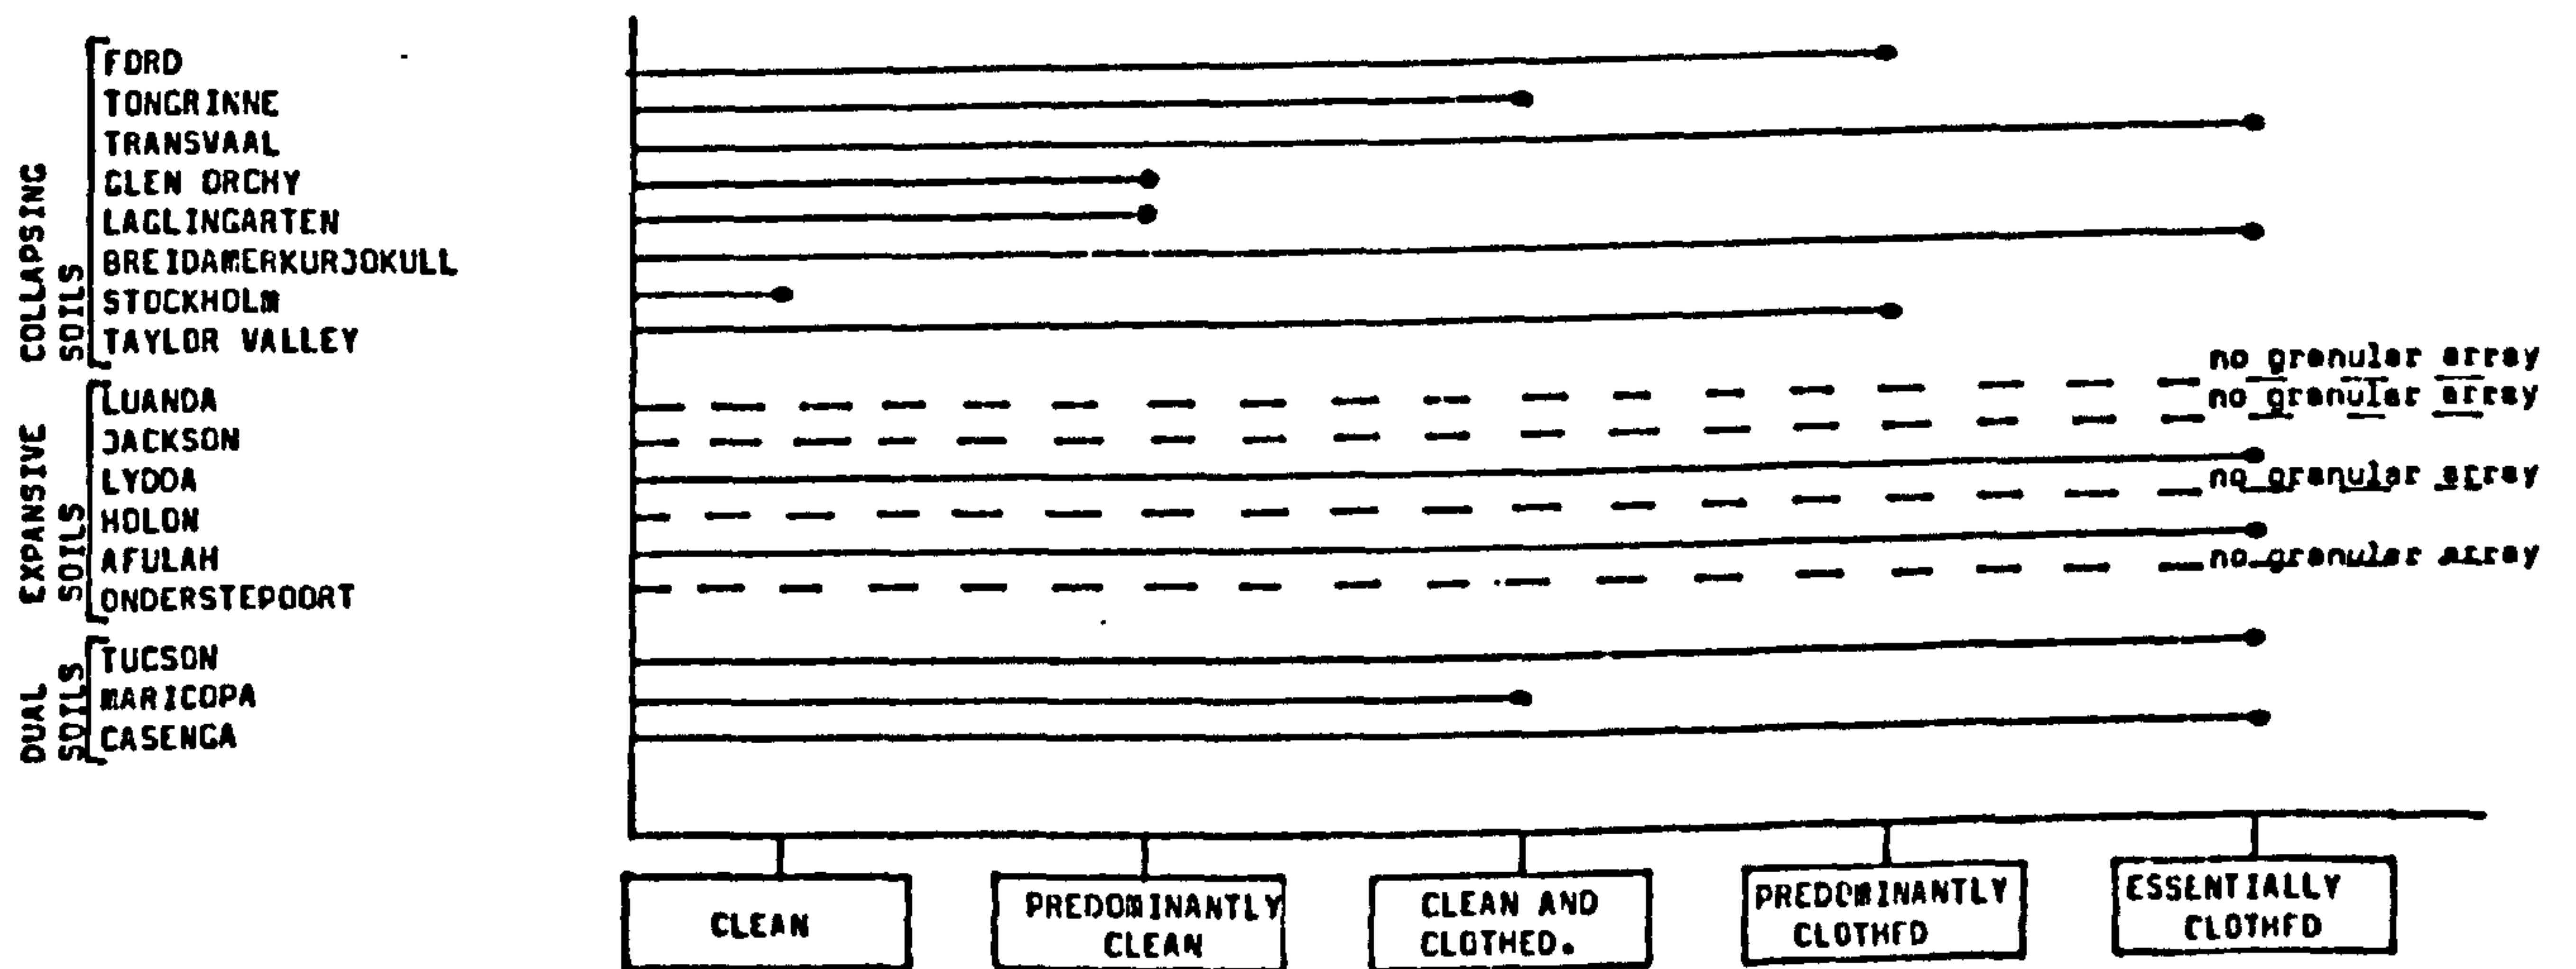 COLLAPSING
SOILS
FORD
TONGRINNE
TRANSVAAL
GLEN ORCHY
LAGLINGARTEN
BREIDAMERKURJOKULL
STOCKHOLM
TAYLOR VALLEY
EXPANSIVE
SOILS
LUANDA
JACKSON
LYDDA
HOLON
AFULAH
ONDERSTEPOORT
DUAL
SOILS
TUCSON
MARICOPA
CASENGA
no granular array
no granular array
no granular array
no granular array
CLEAN
PREDOMINANTLY
CLEAN
CLEAN AND
CLOTHED.
PREDOMINANTLY
CLOTHED
ESSENTIALLY
CLOTHED